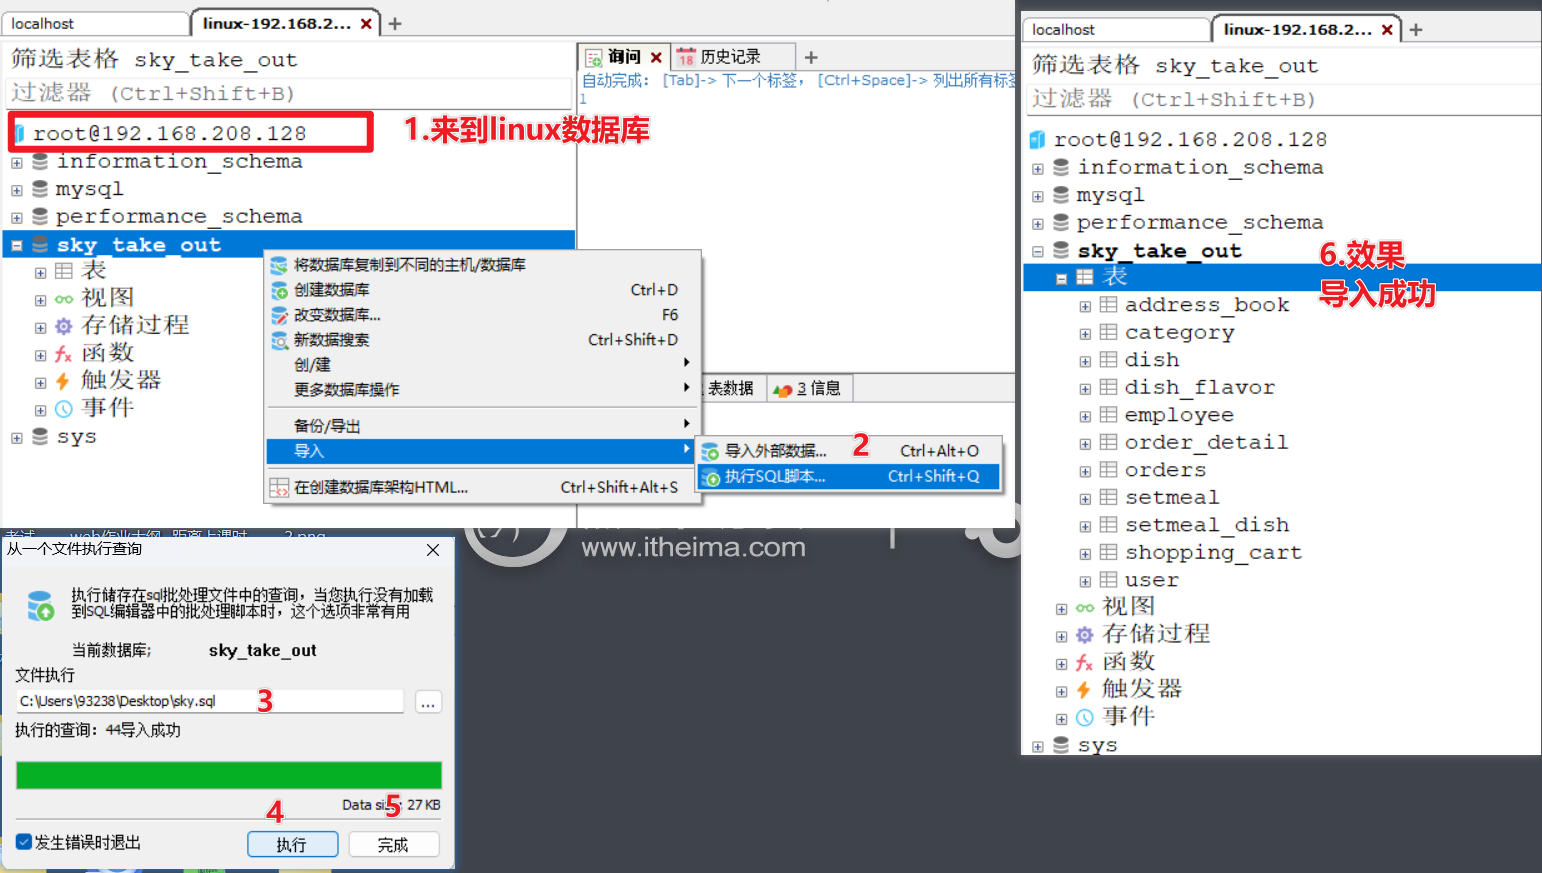 localhost
linux-192.168.2...
筛选表格 sky_take_out
过滤器 (Ctrl+Shift+B)
root@192.168.208.128
1.来到linux数据库
information_schema
mysql
performance_schema
sky_take_out
表
视图
存储过程
函数
触发器
事件
sys
询问
18 历史记录
自动完成: [Tab]-> 下一个标签, [Ctrl+Space]-> 列出所有标签
1
将数据库复制到不同的主机/数据库
创建数据库 Ctrl+D
改变数据库... F6
新数据搜索 Ctrl+Shift+D
创/建
更多数据库操作
备份/导出
导入
在创建数据库架构HTML... Ctrl+Shift+Alt+S
表数据
3 信息
导入外部数据... 2 Ctrl+Alt+O
执行SQL脚本... Ctrl+Shift+Q
www.itheima.com
从一个文件执行查询
执行储存在sql批处理文件中的查询，当您执行没有加载
到SQL编辑器中的批处理脚本时，这个选项非常有用
当前数据库; sky_take_out
文件执行
C:\Users\93238\Desktop\sky.sql 3
...
执行的查询：44导入成功
4
5
27 KB
发生错误时退出
执行
完成
localhost
linux-192.168.2...
筛选表格 sky_take_out
过滤器 (Ctrl+Shift+B)
root@192.168.208.128
information_schema
mysql
performance_schema
sky_take_out
6.效果
导入成功
表
address_book
category
dish
dish_flavor
employee
order_detail
orders
setmeal
setmeal_dish
shopping_cart
user
视图
存储过程
函数
触发器
事件
sys